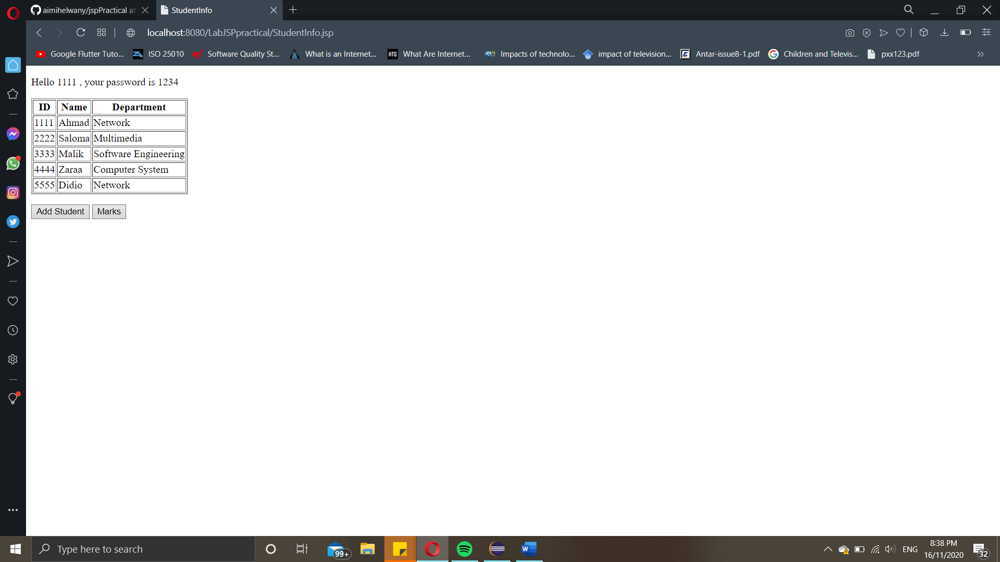 aimihelwany/jspPractical at
StudentInfo
localhost:8080/LabJSPpractical/StudentInfo.jsp
Google Flutter Tuto...
25K
ISO 25010
Software Quality St...
What is an Internet...
HTG
What Are Internet...
Impacts of technolo...
impact of television...
Antar-issue8-1.pdf
Children and Televis...
pxx123.pdf
Hello 1111 , your password is 1234
ID Name Department
1111 Ahmad Network
2222 Saloma Multimedia
3333 Malik Software Engineering
4444 Zaraa Computer System
5555 Didio Network
Add Student Marks
Type here to search
99+
W
ENG
8:38 PM
16/11/2020
32